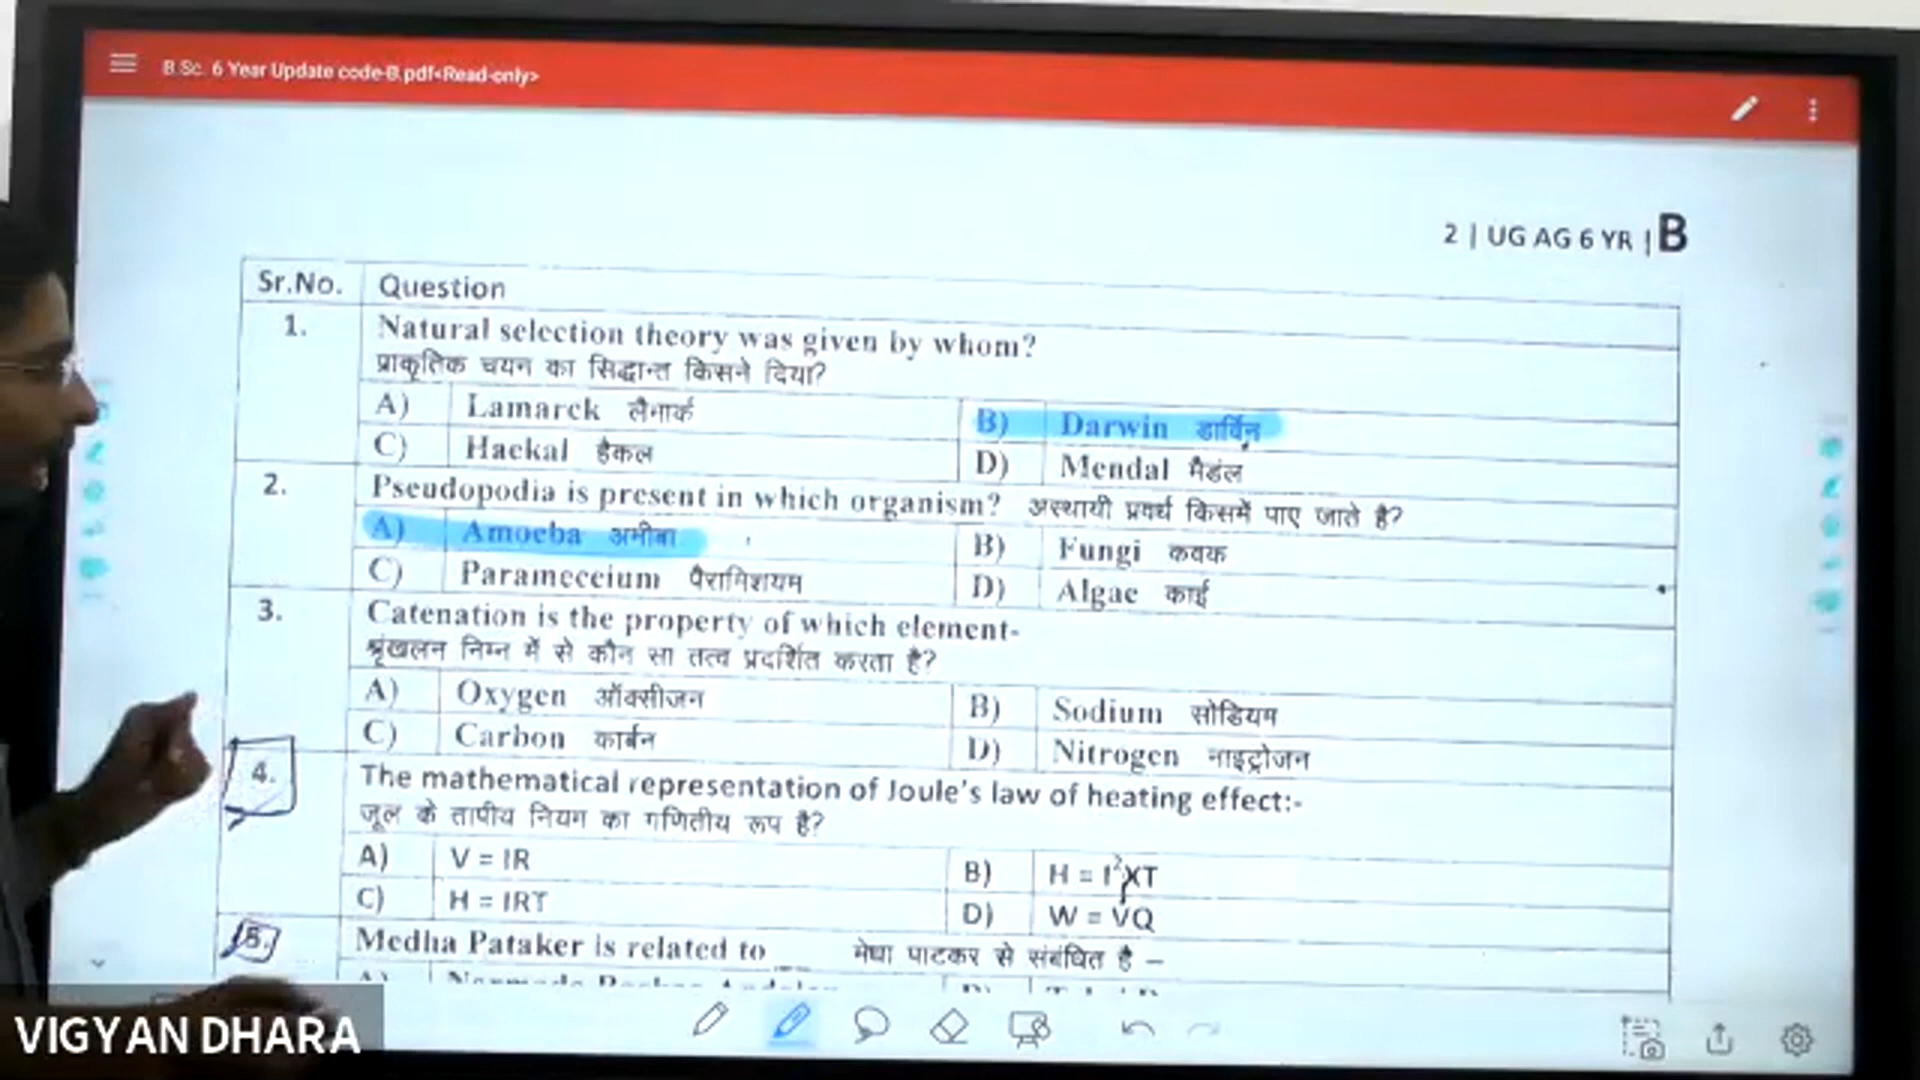 B.Sc. 6 Year Update code-B.pdf<Read-only>
2 | UG AG 6 YR | B
Sr.No. Question
1. Natural selection theory was given by whom?
प्राकृतिक चयन का सिद्धान्त किसने दिया?
A) Lamarck लैमार्क B) Darwin डार्विन
C) Hackal हैकल D) Mendal मैडंल
2. Pseudopodia is present in which organism? अस्थायी प्रवर्ध किसमें पाए जाते है?
A) Amoeba अमीबा B) Fungi कवक
C) Parameccium पैरामिशयम D) Algae काई
3. Catenation is the property of which element-
श्रृंखलन निम्न में से कौन सा तत्व प्रदर्शित करता है?
A) Oxygen ऑक्सीजन B) Sodium सोडियम
C) Carbon कार्बन D) Nitrogen नाइट्रोजन
4. The mathematical representation of Joule's law of heating effect:-
जूल के तापीय नियम का गणितीय रूप है?
A) V = IR B) H = I²XT
C) H = IRT D) W = VQ
5. Medha Pataker is related to __ मेधा पाटकर से संबंधित है –
VIGYAN DHARA